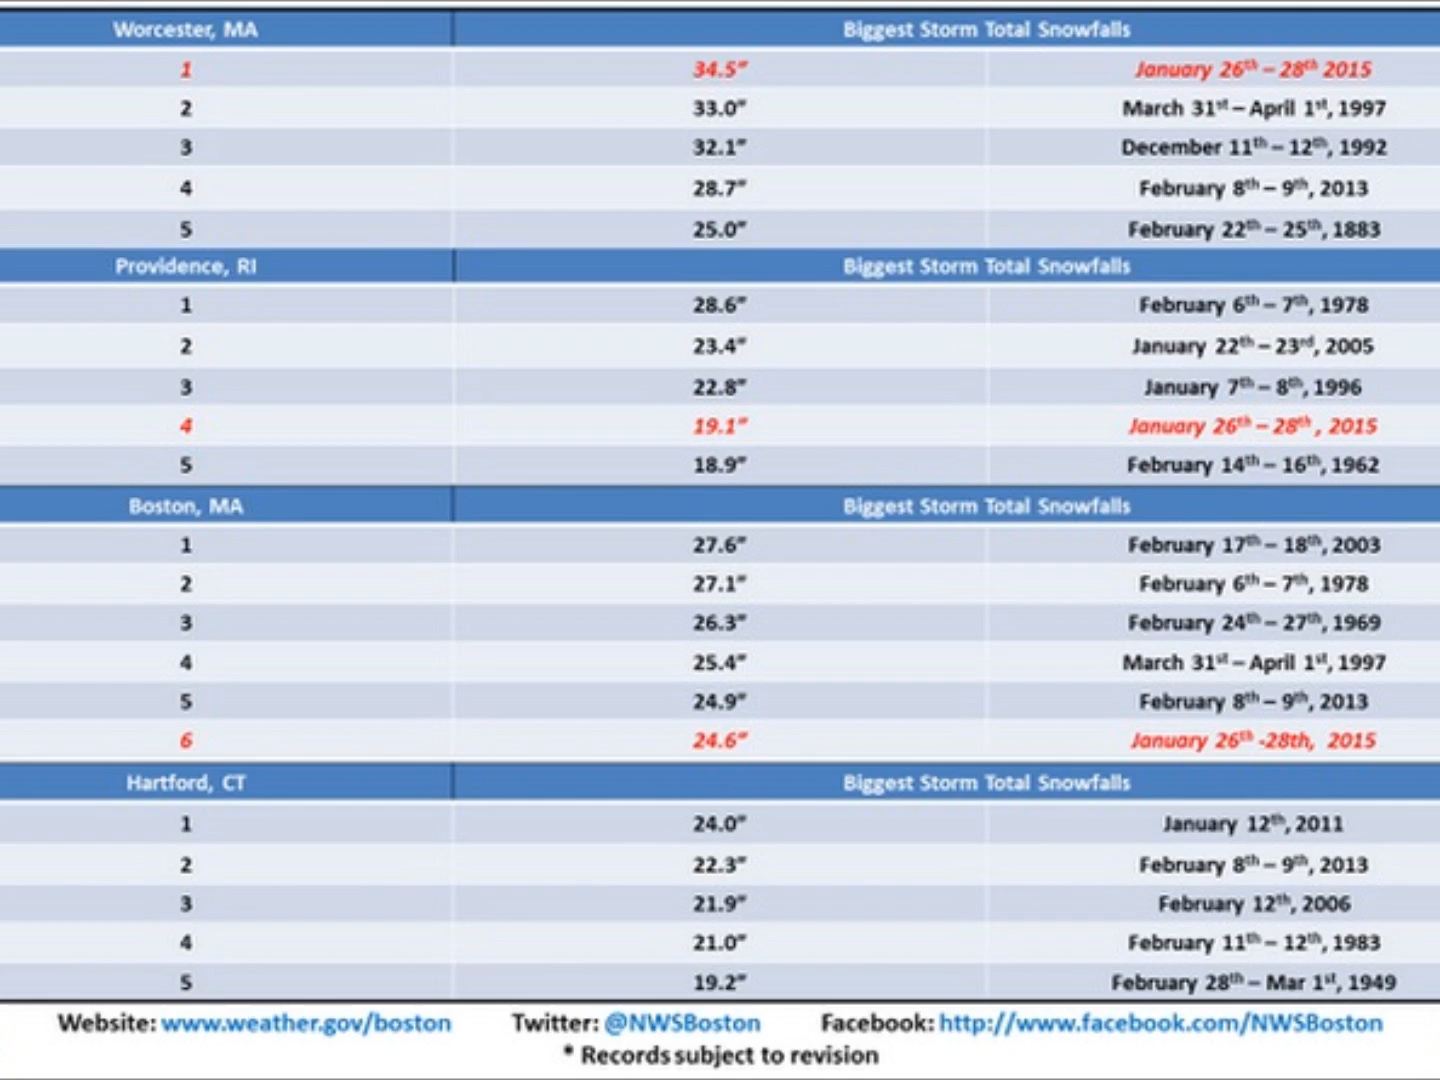 Worcester, MA Biggest Storm Total Snowfalls
1 34.5" January 26th – 28th 2015
2 33.0" March 31st – April 1st, 1997
3 32.1" December 11th – 12th, 1992
4 28.7" February 8th – 9th, 2013
5 25.0" February 22th – 25th, 1883
Providence, RI Biggest Storm Total Snowfalls
1 28.6" February 6th – 7th, 1978
2 23.4" January 22th – 23rd, 2005
3 22.8" January 7th – 8th, 1996
4 19.1" January 26th – 28th , 2015
5 18.9" February 14th – 16th, 1962
Boston, MA Biggest Storm Total Snowfalls
1 27.6" February 17th – 18th, 2003
2 27.1" February 6th – 7th, 1978
3 26.3" February 24th – 27th, 1969
4 25.4" March 31st – April 1st, 1997
5 24.9" February 8th – 9th, 2013
6 24.6" January 26th -28th, 2015
Hartford, CT Biggest Storm Total Snowfalls
1 24.0" January 12th, 2011
2 22.3" February 8th – 9th, 2013
3 21.9" February 12th, 2006
4 21.0" February 11th – 12th, 1983
5 19.2" February 28th – Mar 1st, 1949
Website: www.weather.gov/boston Twitter: @NWSBoston Facebook: http://www.facebook.com/NWSBoston
* Records subject to revision